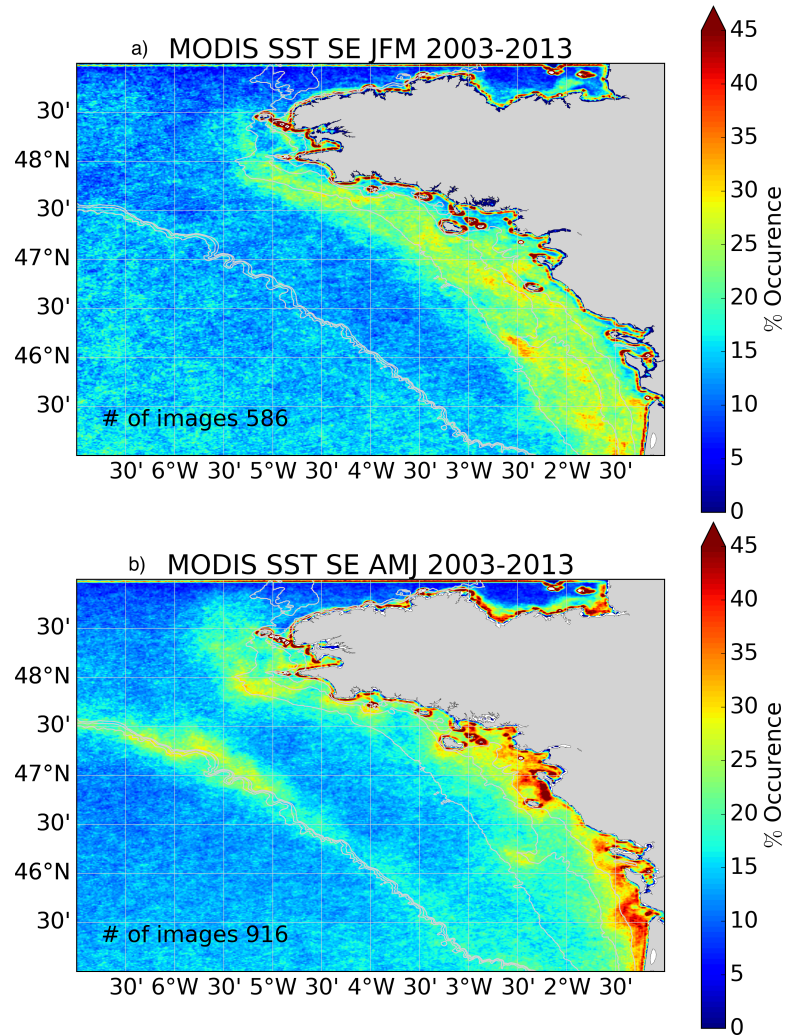 a) MODIS SST SE JFM 2003-2013
30'
48°N
30'
47°N
30'
46°N
30'
# of images 586
30' 6°W 30' 5°W 30' 4°W 30' 3°W 30' 2°W 30'
45
40
35
30
25
20
15
10
5
0
% Occurence
b) MODIS SST SE AMJ 2003-2013
30'
48°N
30'
47°N
30'
46°N
30'
# of images 916
30' 6°W 30' 5°W 30' 4°W 30' 3°W 30' 2°W 30'
45
40
35
30
25
20
15
10
5
0
% Occurence